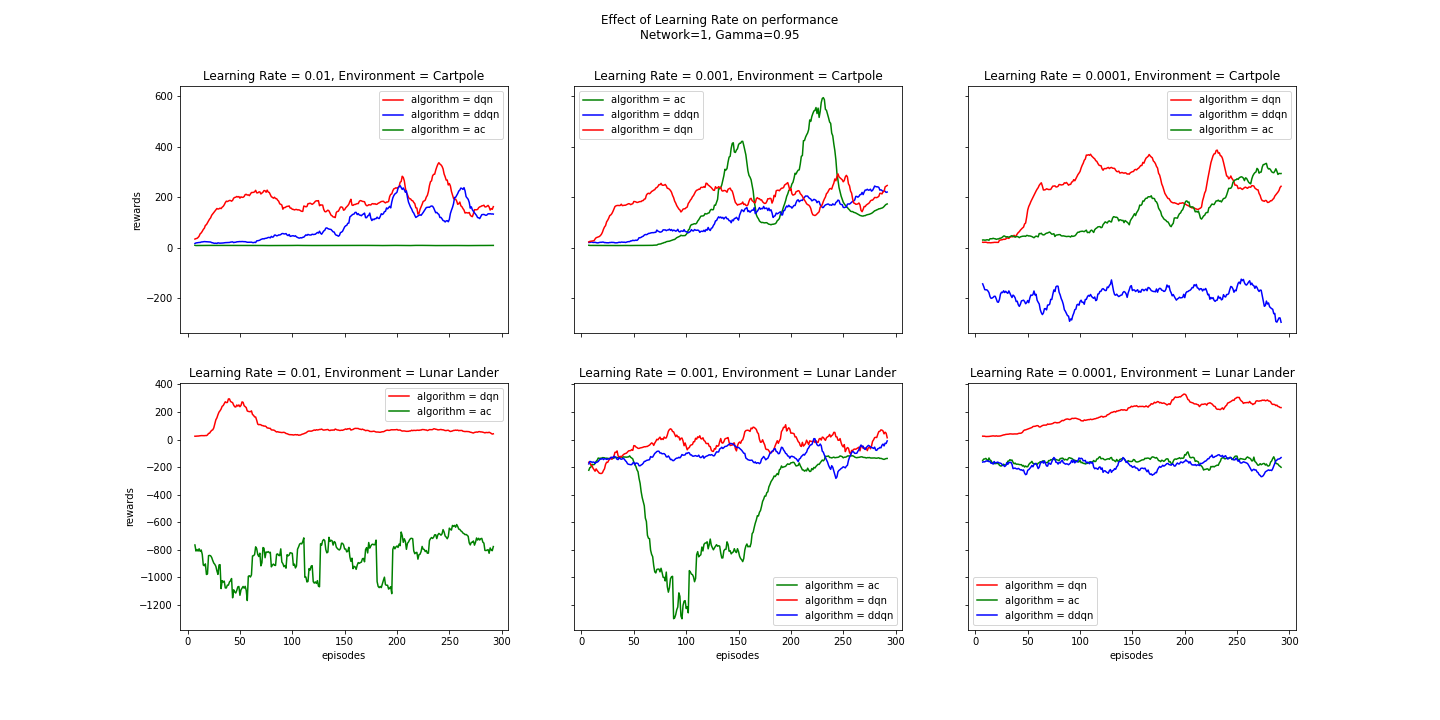 Effect of Learning Rate on performance
Network=1, Gamma=0.95
Learning Rate = 0.01, Environment = Cartpole
algorithm = dqn
algorithm = ddqn
algorithm = ac
600
400
200
0
−200
rewards
Learning Rate = 0.001, Environment = Cartpole
algorithm = ac
algorithm = ddqn
algorithm = dqn
Learning Rate = 0.0001, Environment = Cartpole
algorithm = dqn
algorithm = ddqn
algorithm = ac
Learning Rate = 0.01, Environment = Lunar Lander
algorithm = dqn
algorithm = ac
400
200
0
−200
−400
−600
−800
−1000
−1200
rewards
0 50 100 150 200 250 300
episodes
Learning Rate = 0.001, Environment = Lunar Lander
algorithm = ac
algorithm = dqn
algorithm = ddqn
0 50 100 150 200 250 300
episodes
Learning Rate = 0.0001, Environment = Lunar Lander
algorithm = dqn
algorithm = ac
algorithm = ddqn
0 50 100 150 200 250 300
episodes